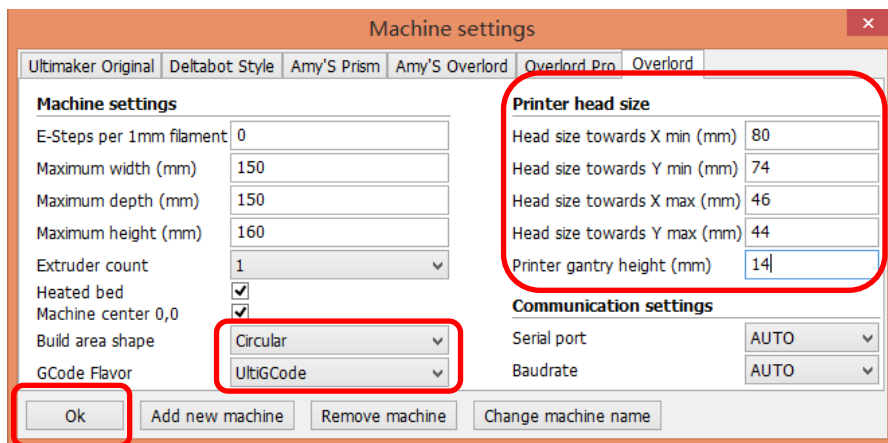 Machine settings
Ultimaker Original Deltabot Style Amy'S Prism Amy'S Overlord Overlord Pro Overlord
Machine settings
E-Steps per 1mm filament 0
Maximum width (mm) 150
Maximum depth (mm) 150
Maximum height (mm) 160
Extruder count 1
Heated bed
Machine center 0,0
Build area shape Circular
GCode Flavor UltiGCode
Printer head size
Head size towards X min (mm) 80
Head size towards Y min (mm) 74
Head size towards X max (mm) 46
Head size towards Y max (mm) 44
Printer gantry height (mm) 14
Communication settings
Serial port AUTO
Baudrate AUTO
Ok Add new machine Remove machine Change machine name